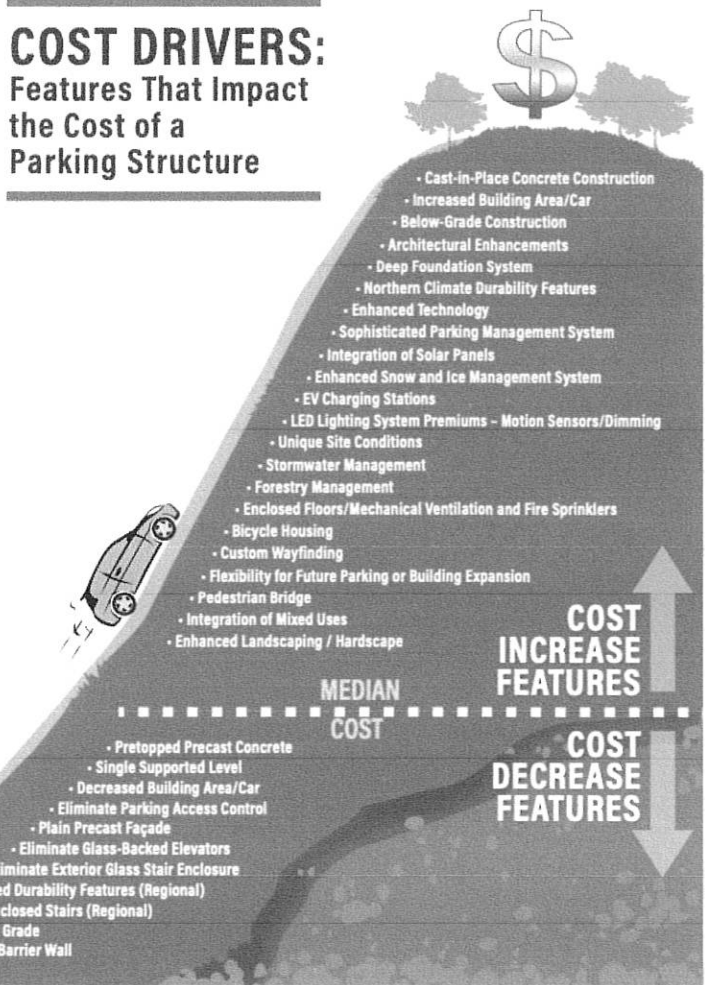 COST DRIVERS:
Features That Impact
the Cost of a
Parking Structure
$
• Cast-in-Place Concrete Construction
• Increased Building Area/Car
• Below-Grade Construction
• Architectural Enhancements
• Deep Foundation System
• Northern Climate Durability Features
• Enhanced Technology
• Sophisticated Parking Management System
• Integration of Solar Panels
• Enhanced Snow and Ice Management System
• EV Charging Stations
• LED Lighting System Premiums – Motion Sensors/Dimming
• Unique Site Conditions
• Stormwater Management
• Forestry Management
• Enclosed Floors/Mechanical Ventilation and Fire Sprinklers
• Bicycle Housing
• Custom Wayfinding
• Flexibility for Future Parking or Building Expansion
• Pedestrian Bridge
• Integration of Mixed Uses
• Enhanced Landscaping / Hardscape
COST
INCREASE
FEATURES
MEDIAN
COST
• Pretopped Precast Concrete
• Single Supported Level
• Decreased Building Area/Car
• Eliminate Parking Access Control
• Plain Precast Façade
• Eliminate Glass-Backed Elevators
iminate Exterior Glass Stair Enclosure
ed Durability Features (Regional)
closed Stairs (Regional)
Grade
Barrier Wall
COST
DECREASE
FEATURES